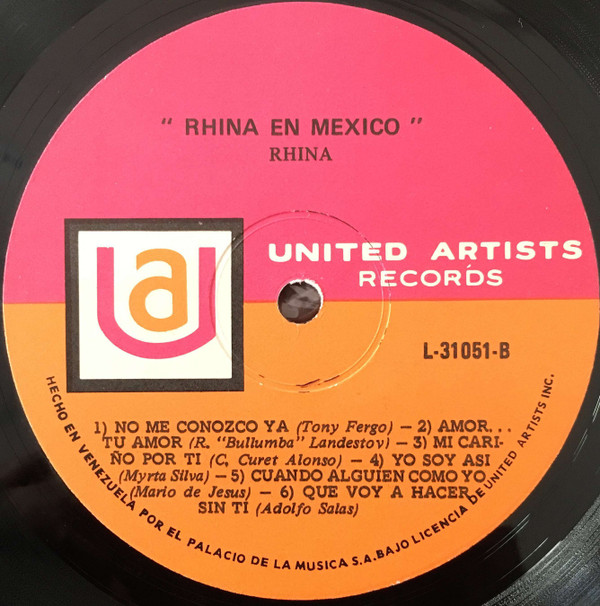 " RHINA EN MEXICO "
RHINA
ua
UNITED ARTISTS
RECORDS
L-31051-B
1) NO ME CONOZCO YA (Tony Fergo) — 2) AMOR...
TU AMOR (R. "Bullumba" Landestoy) — 3) MI CARI-
ÑO POR TI (C, Curet Alonso) — 4) YO SOY ASI
(Myrta Silva) — 5) CUANDO ALGUIEN COMO YO
(Mario de Jesus) — 6) QUE VOY A HACER
SIN TI (Adolfo Salas)
HECHO EN VENEZUELA POR EL PALACIO DE LA MUSICA S.A. BAJO LICENCIA DE UNITED ARTISTS INC.